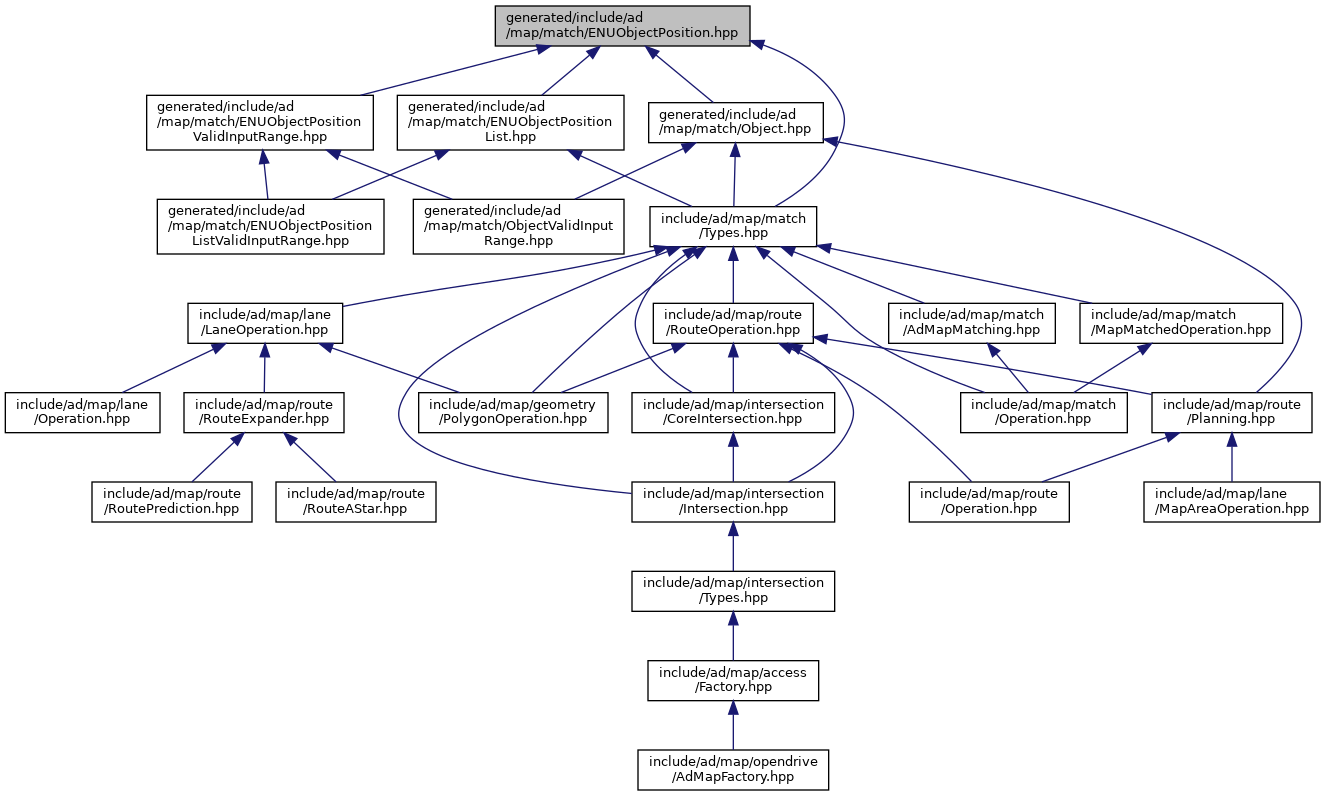 generated/include/ad
/map/match/ENUObjectPosition.hpp
generated/include/ad
/map/match/ENUObjectPosition
ValidInputRange.hpp
generated/include/ad
/map/match/ENUObjectPosition
List.hpp
generated/include/ad
/map/match/Object.hpp
generated/include/ad
/map/match/ENUObjectPosition
ListValidInputRange.hpp
generated/include/ad
/map/match/ObjectValidInput
Range.hpp
include/ad/map/match
/Types.hpp
include/ad/map/lane
/LaneOperation.hpp
include/ad/map/route
/RouteOperation.hpp
include/ad/map/match
/AdMapMatching.hpp
include/ad/map/match
/MapMatchedOperation.hpp
include/ad/map/lane
/Operation.hpp
include/ad/map/route
/RouteExpander.hpp
include/ad/map/geometry
/PolygonOperation.hpp
include/ad/map/intersection
/CoreIntersection.hpp
include/ad/map/match
/Operation.hpp
include/ad/map/route
/Planning.hpp
include/ad/map/route
/RoutePrediction.hpp
include/ad/map/route
/RouteAStar.hpp
include/ad/map/intersection
/Intersection.hpp
include/ad/map/route
/Operation.hpp
include/ad/map/lane
/MapAreaOperation.hpp
include/ad/map/intersection
/Types.hpp
include/ad/map/access
/Factory.hpp
include/ad/map/opendrive
/AdMapFactory.hpp